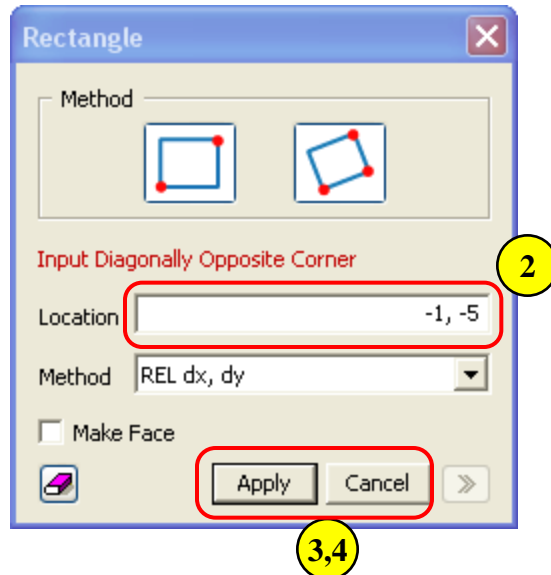 Rectangle
Method
Input Diagonally Opposite Corner
2
Location -1, -5
Method REL dx, dy
Make Face
Apply Cancel
3,4